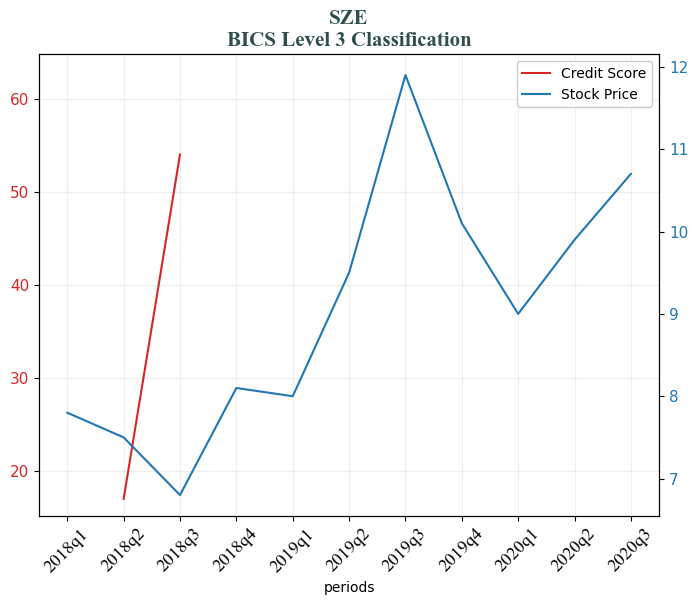 SZE
BICS Level 3 Classification
Credit Score
Stock Price
60
50
40
30
20
12
11
10
9
8
7
2018q1
2018q2
2018q3
2018q4
2019q1
2019q2
2019q3
2019q4
2020q1
2020q2
2020q3
periods